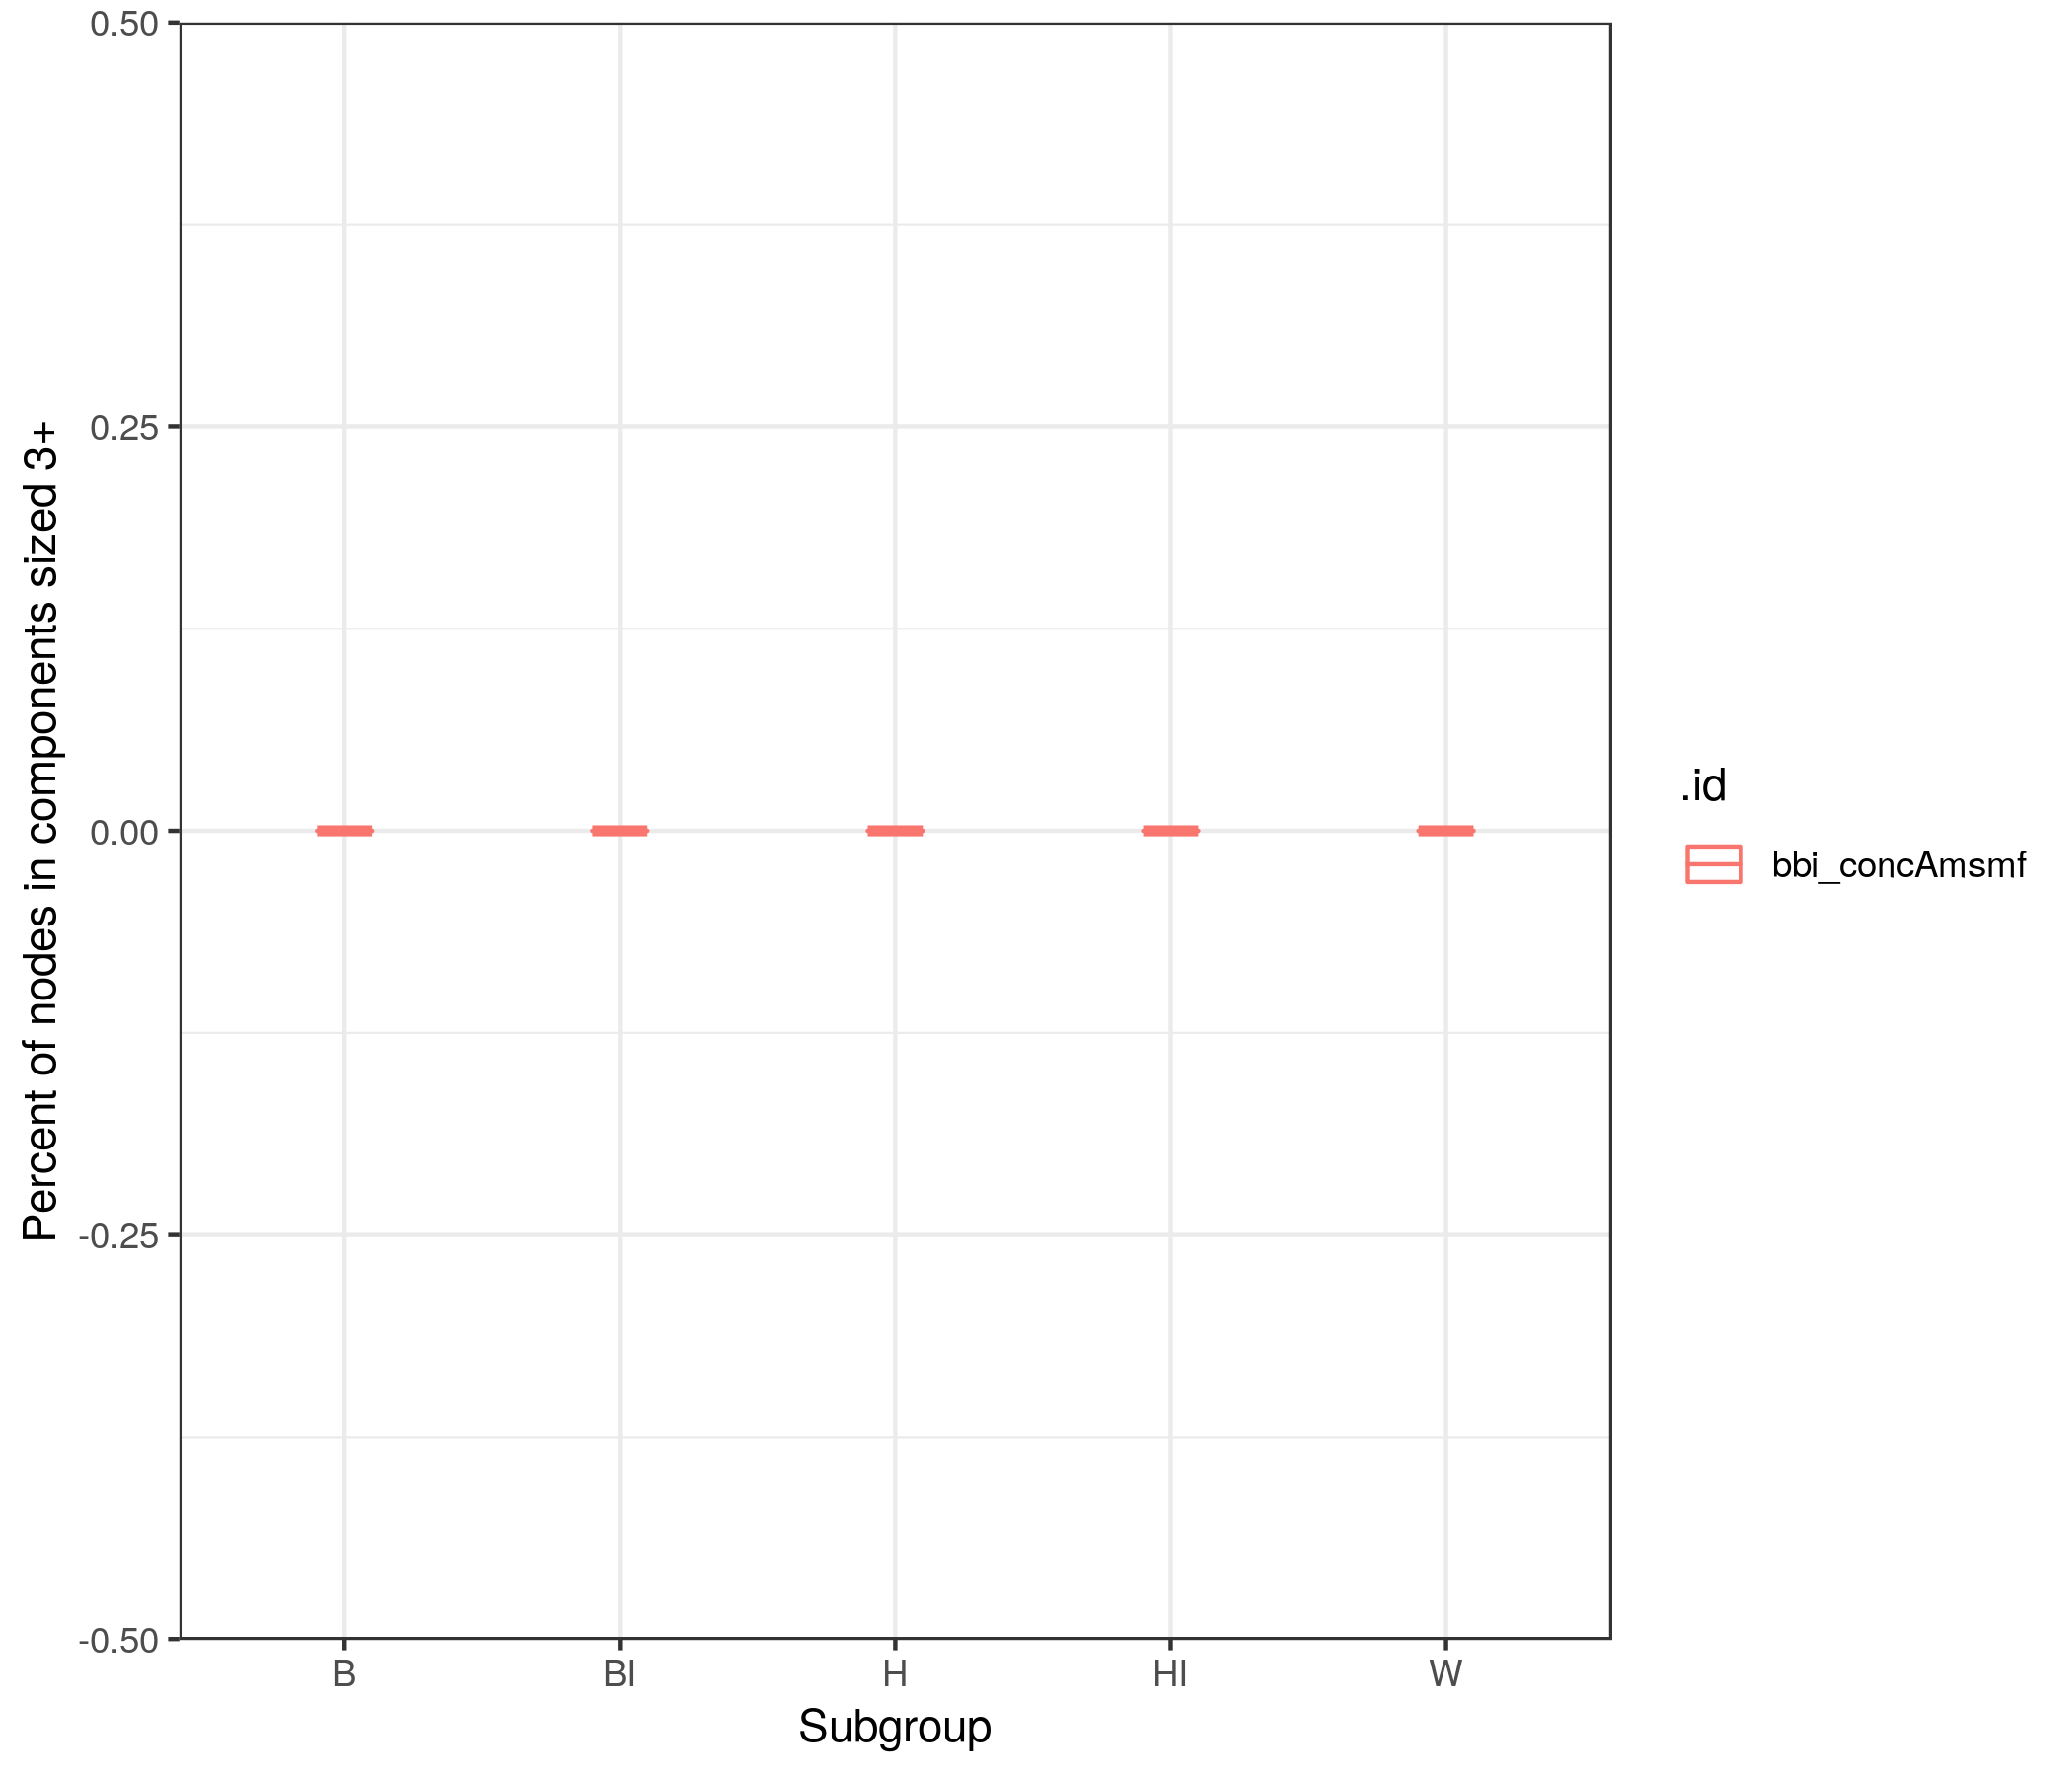 0.50
0.25
0.00
-0.25
-0.50
Percent of nodes in components sized 3+
B BI H HI W
Subgroup
.id
bbi_concAmsmf